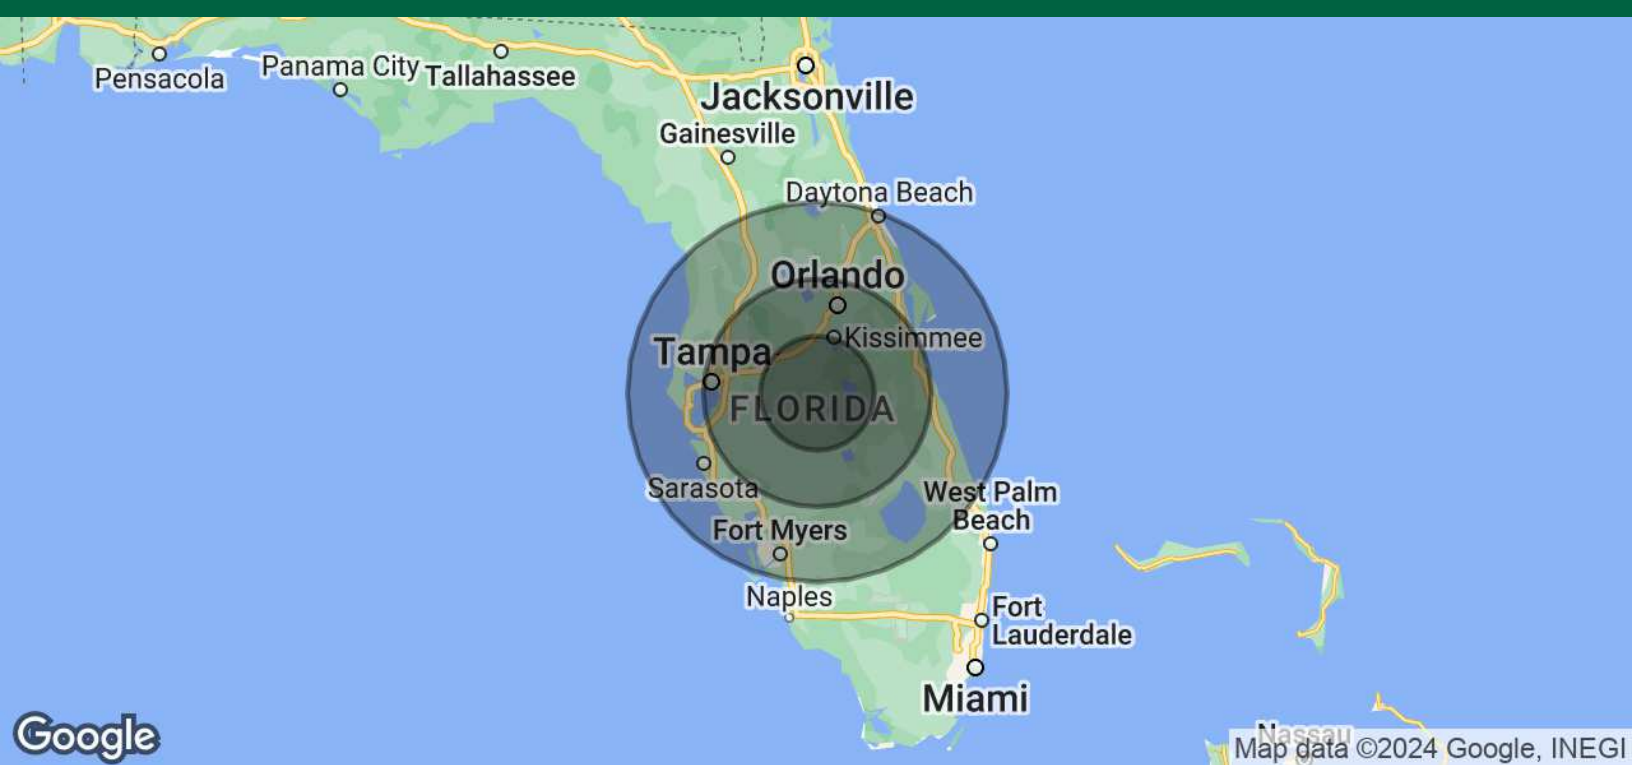 Pensacola
Panama City
Tallahassee
Jacksonville
Gainesville
Daytona Beach
Orlando
Kissimmee
Tampa
FLORIDA
Sarasota
West Palm
Beach
Fort Myers
Naples
Fort
Lauderdale
Miami
Nassau
Google
Map data ©2024 Google, INEGI